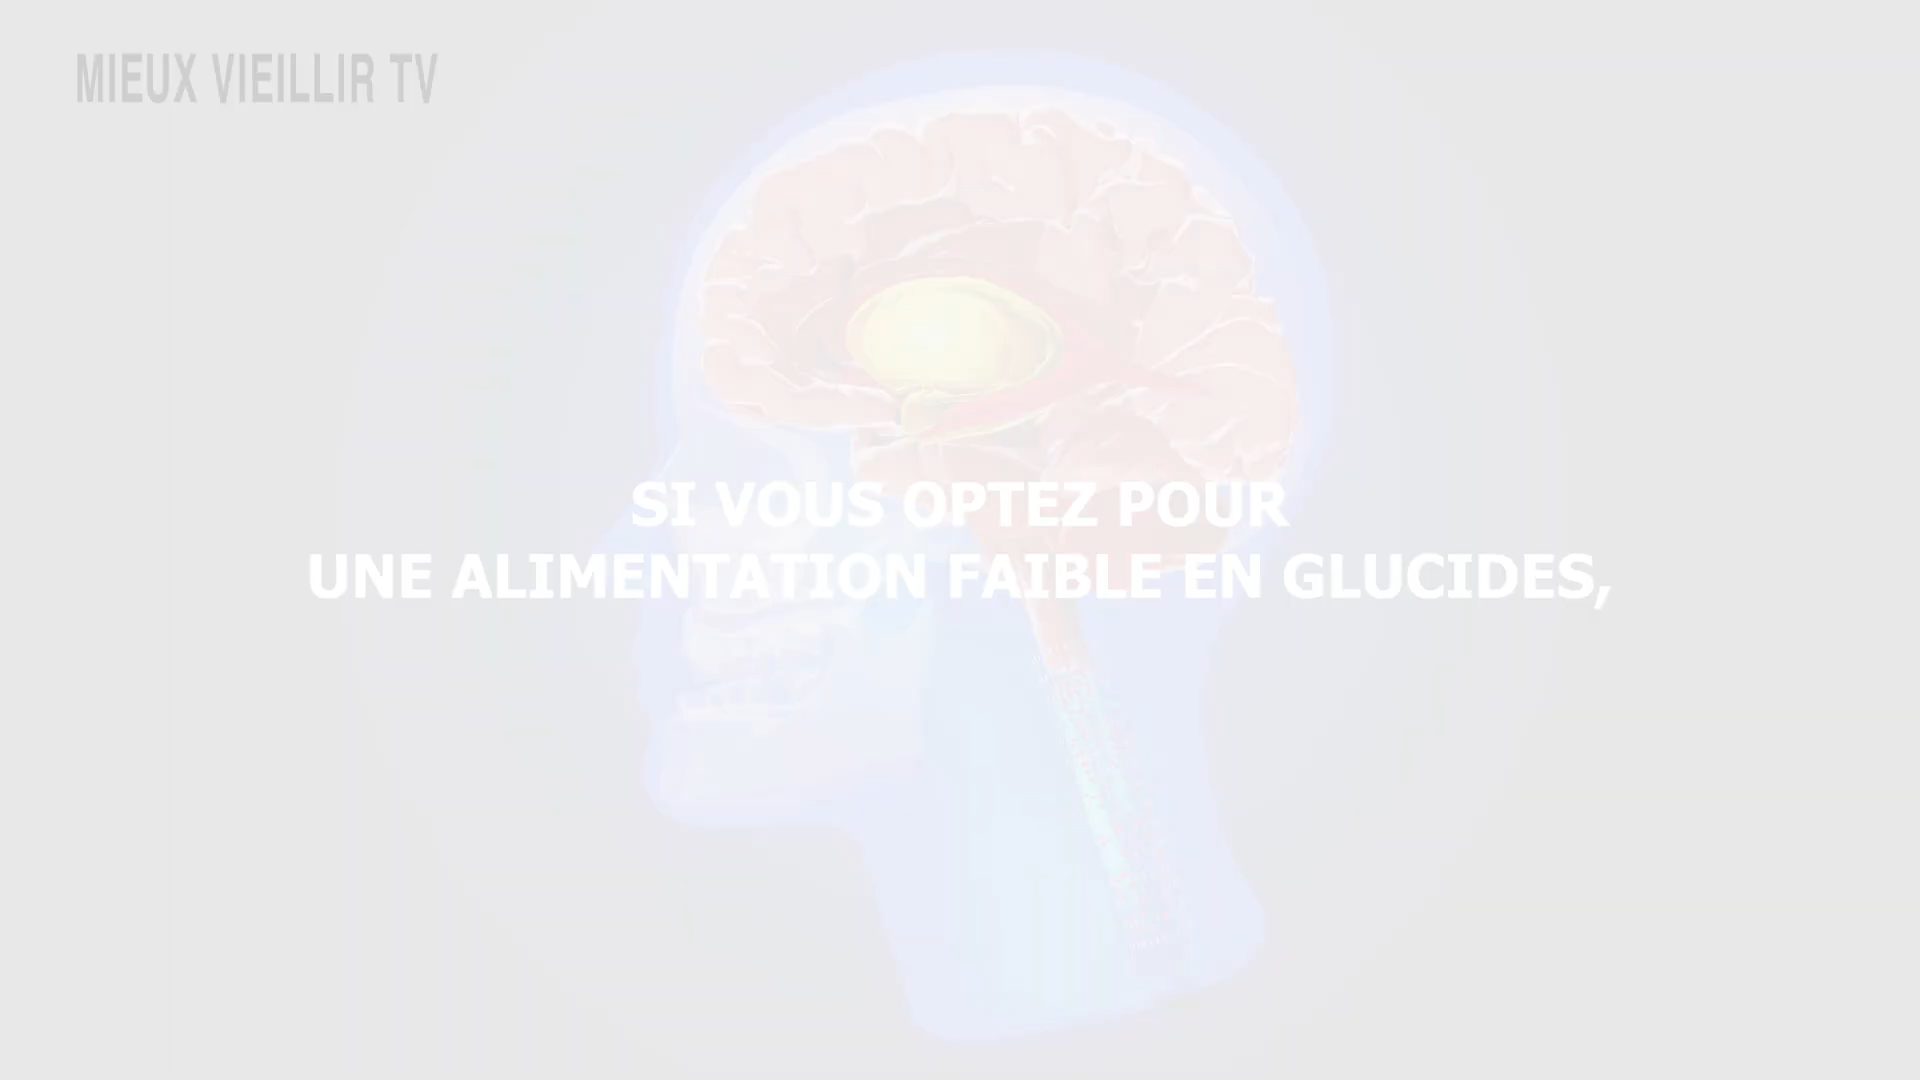 MIEUX VIEILLIR TV
SI VOUS OPTEZ POUR
UNE ALIMENTATION FAIBLE EN GLUCIDES,